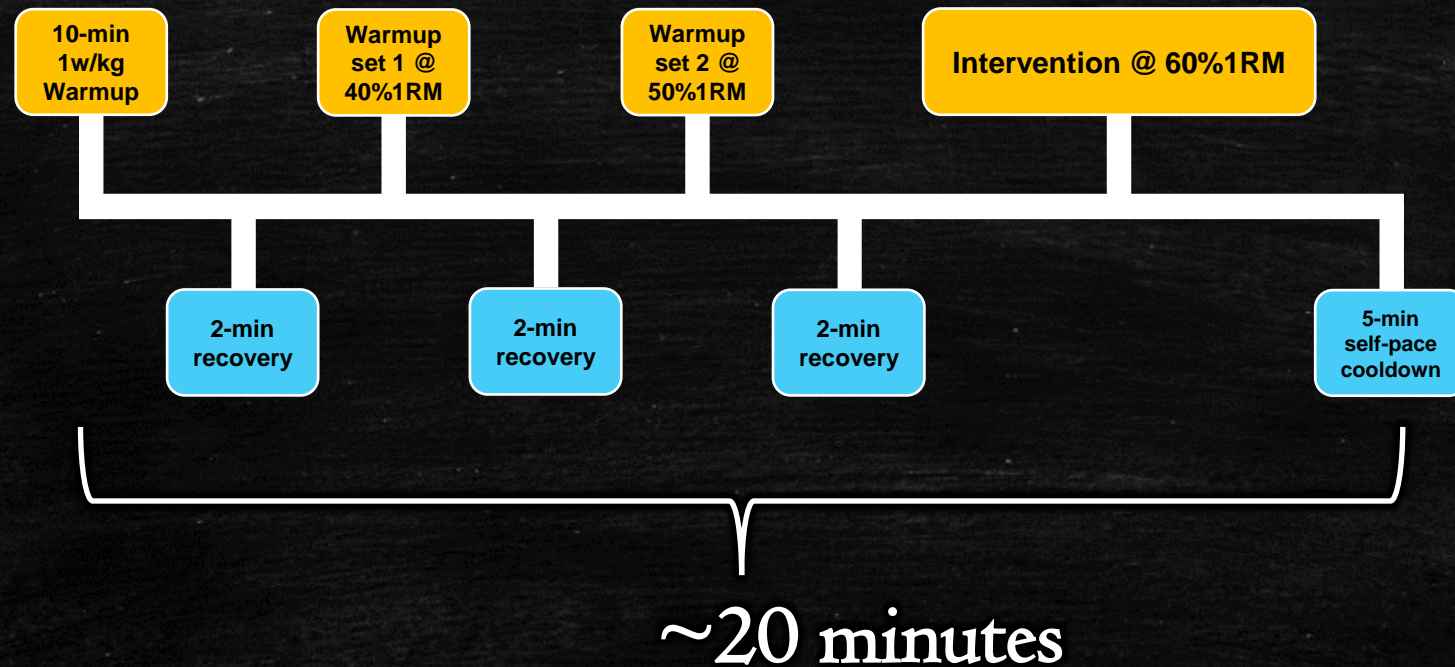 10-min
1w/kg
Warmup
Warmup
set 1 @
40%1RM
Warmup
set 2 @
50%1RM
Intervention @ 60%1RM
2-min
recovery
2-min
recovery
2-min
recovery
5-min
self-pace
cooldown
~20 minutes